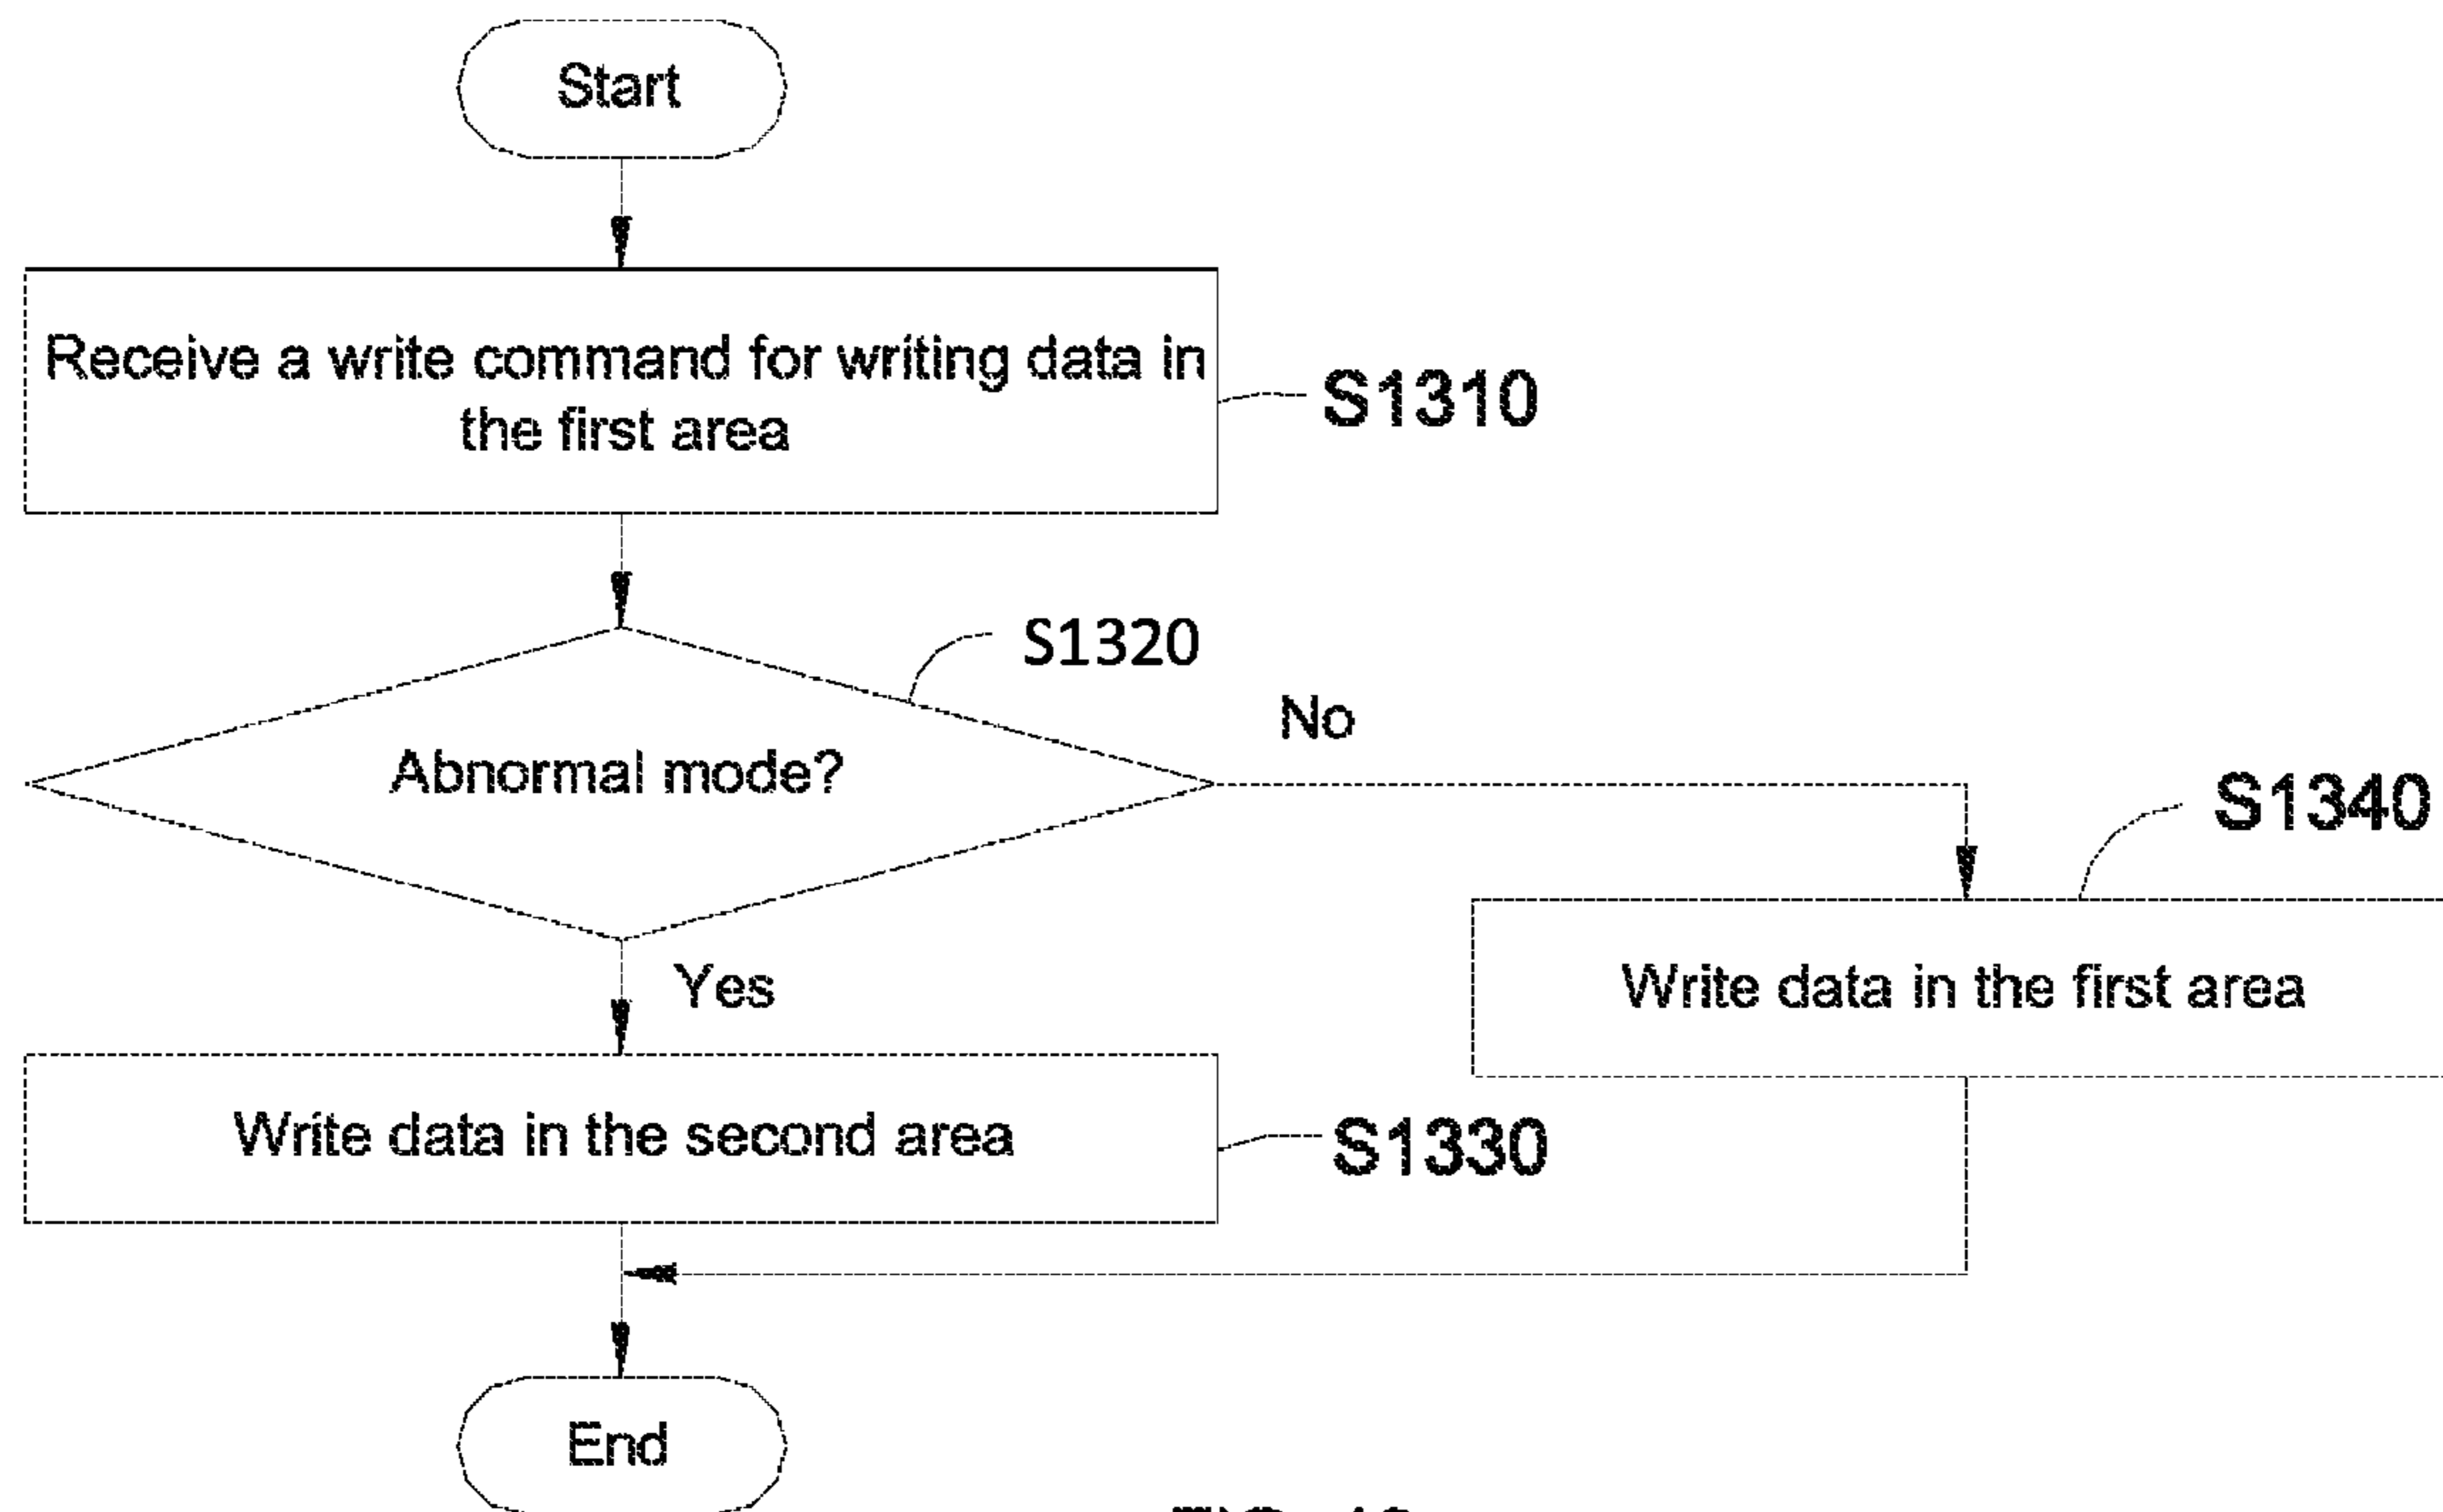 Start
Receive a write command for writing data in
the first area
S1310
S1320
Abnormal mode?
No
S1340
Yes
Write data in the first area
Write data in the second area
S1330
End